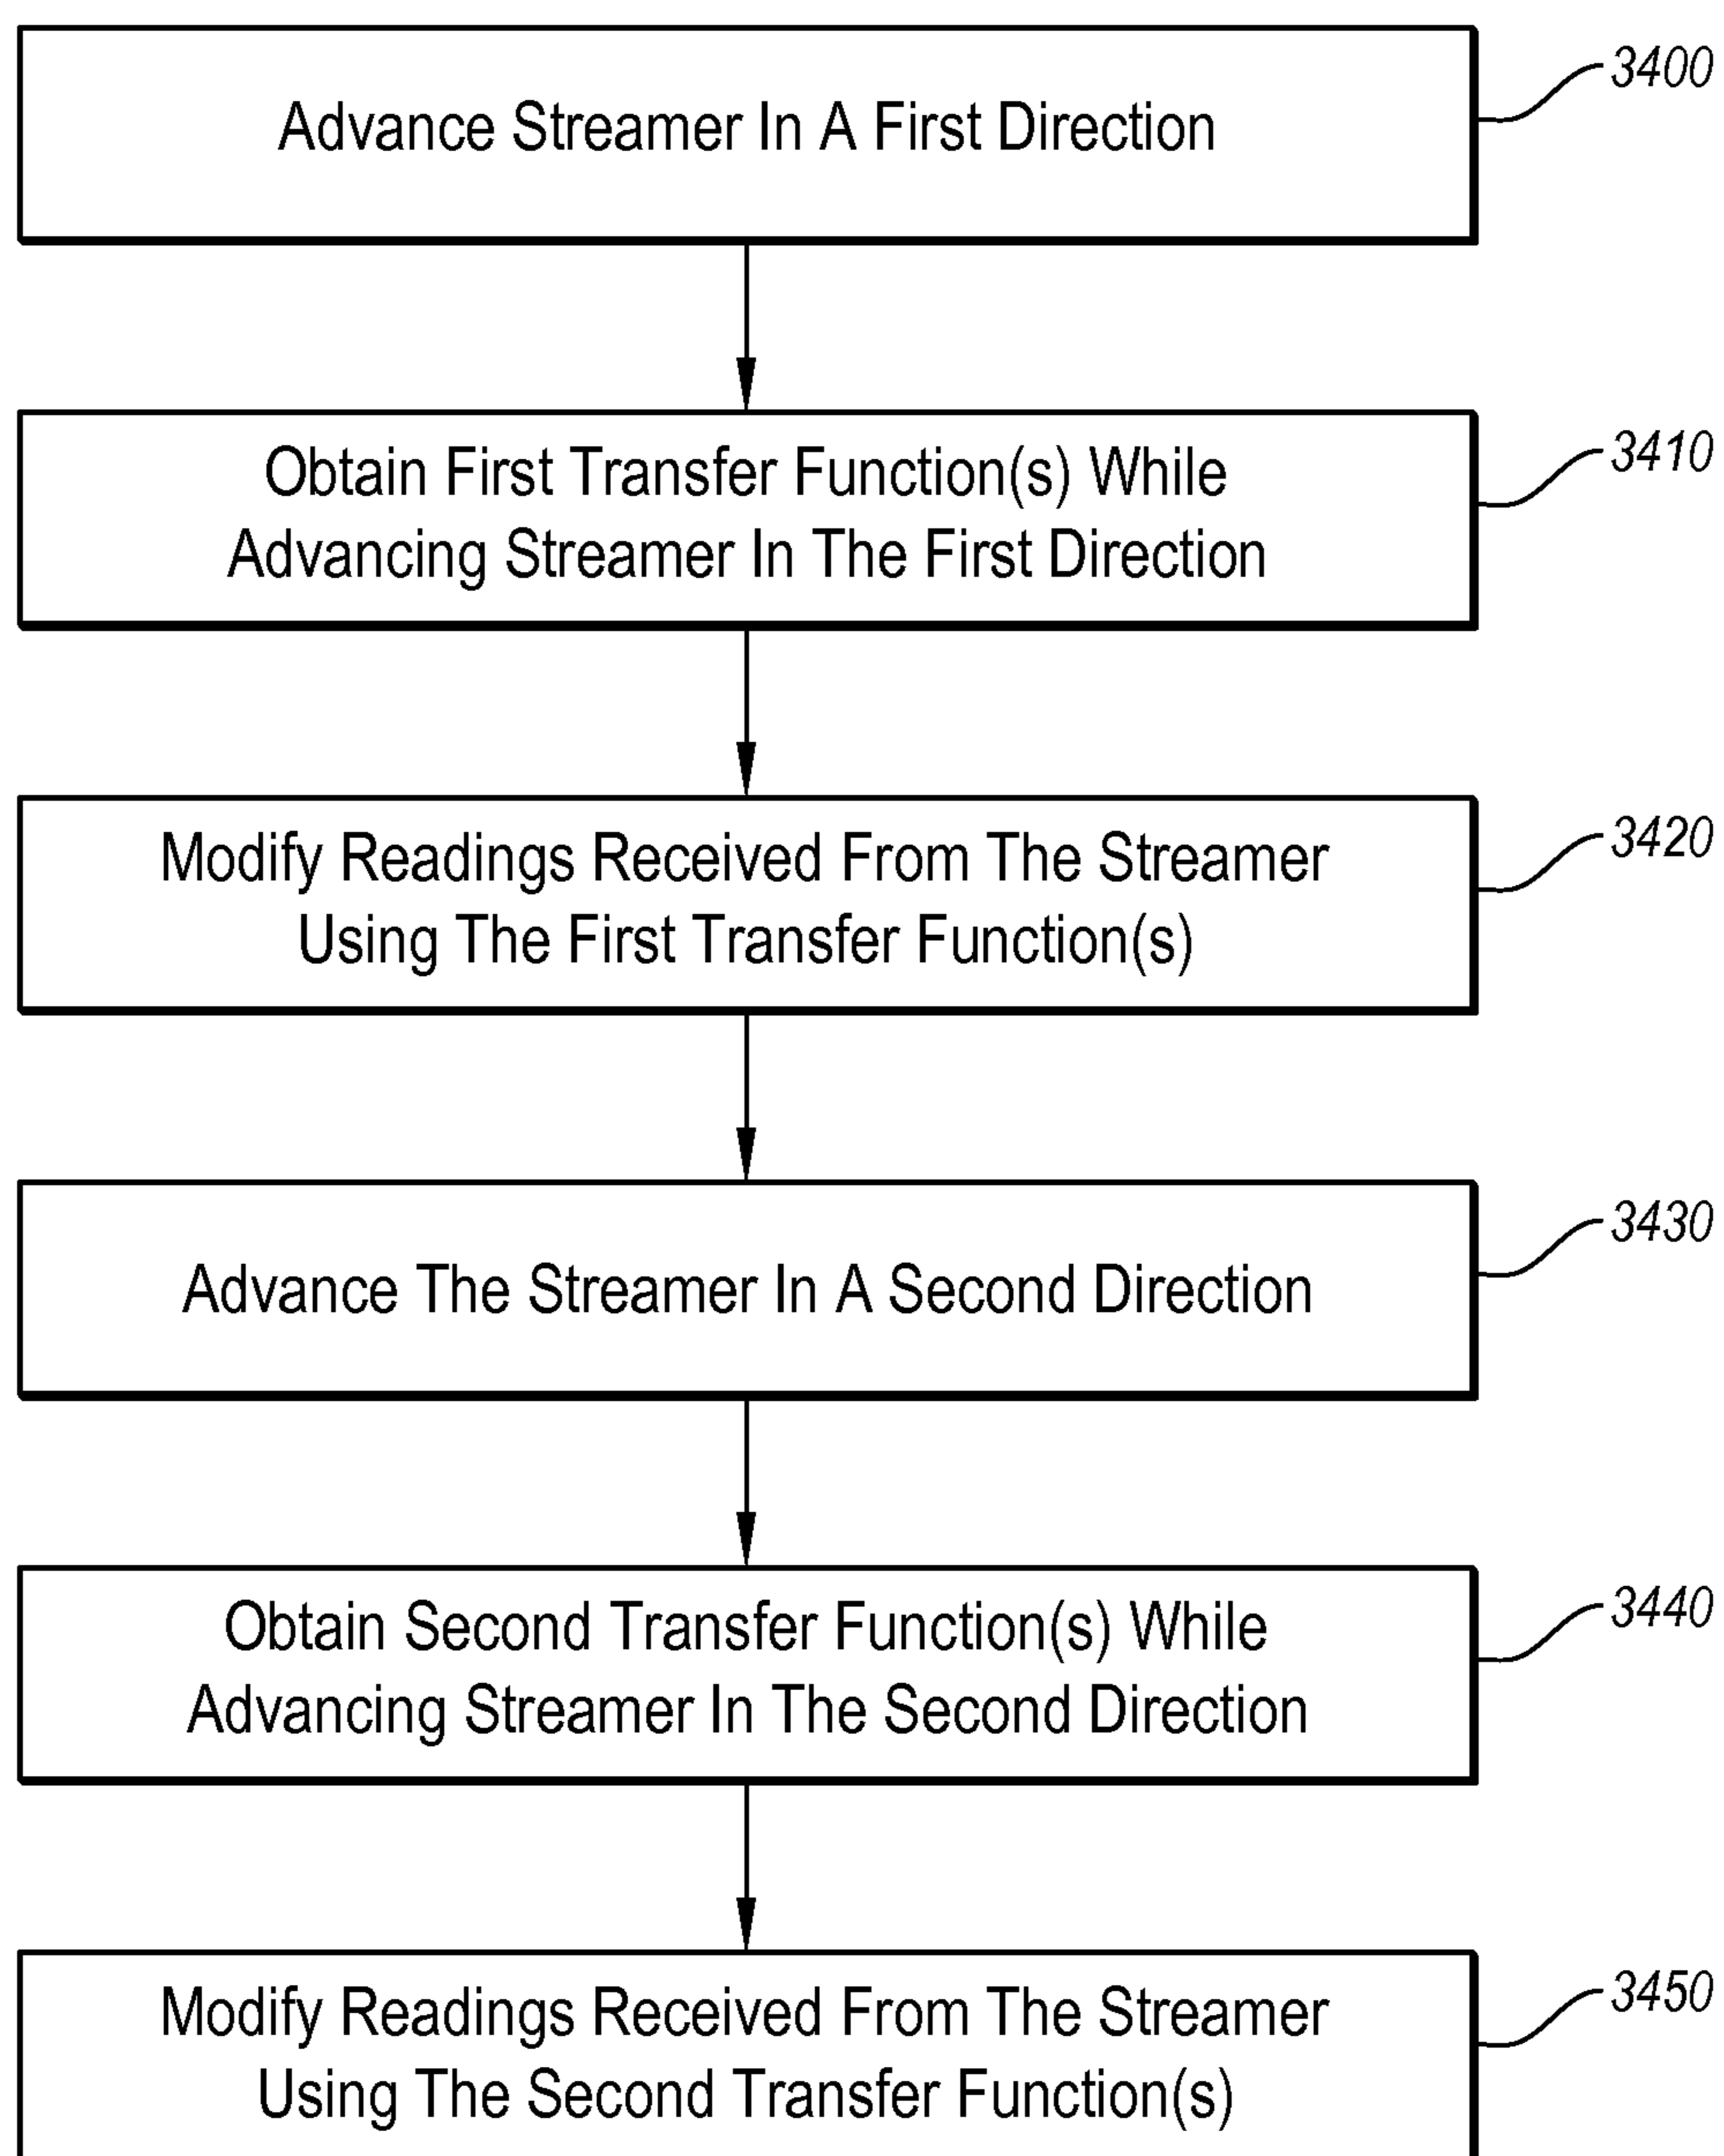 Advance Streamer In A First Direction
3400
Obtain First Transfer Function(s) While
Advancing Streamer In The First Direction
3410
Modify Readings Received From The Streamer
Using The First Transfer Function(s)
3420
Advance The Streamer In A Second Direction
3430
Obtain Second Transfer Function(s) While
Advancing Streamer In The Second Direction
3440
Modify Readings Received From The Streamer
Using The Second Transfer Function(s)
3450